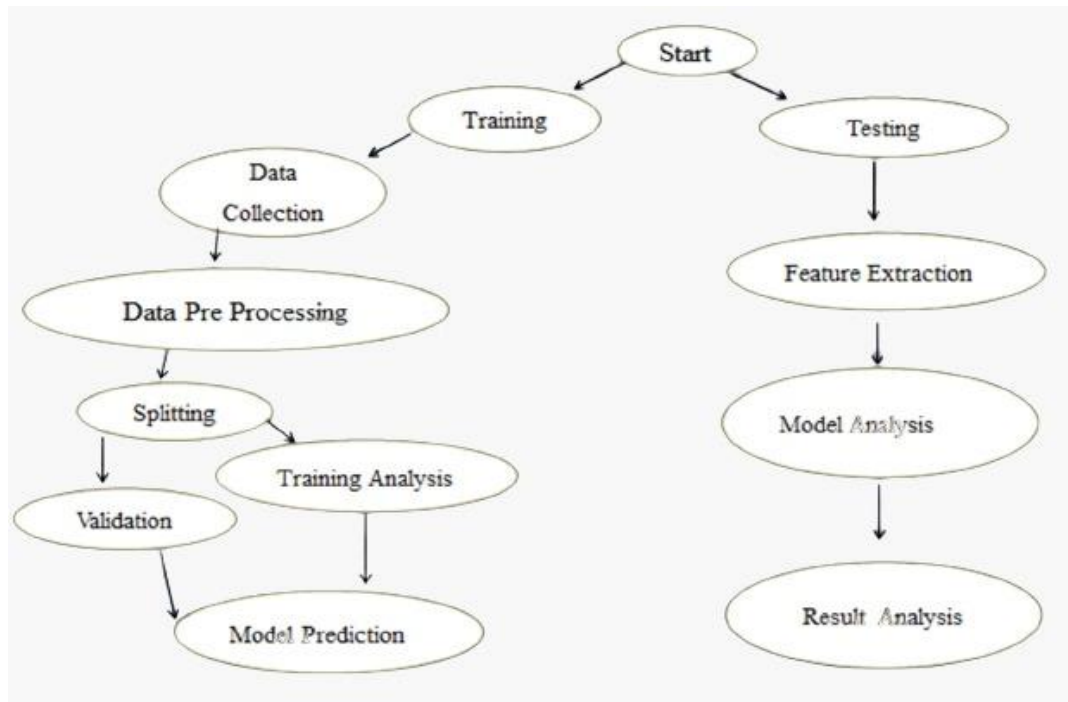 Start
Training
Testing
Data
Collection
Feature Extraction
Data Pre Processing
Splitting
Model Analysis
Training Analysis
Validation
Result Analysis
Model Prediction